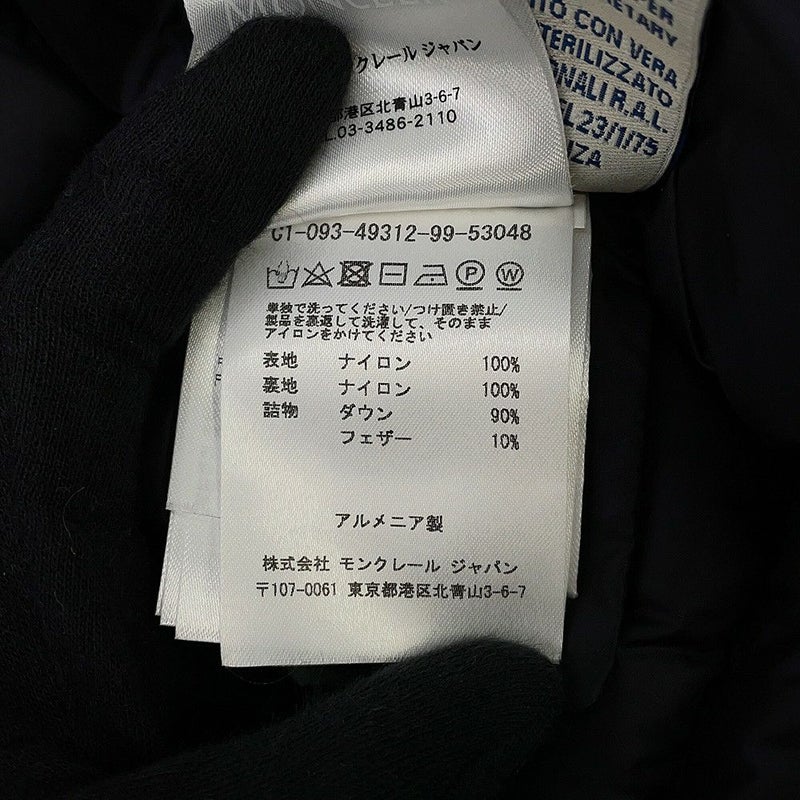 MONCLER
モンクレール ジャパン
港区北青山3-6-7
03-3486-2110
CON VERA
STERILIZZATO
R.A.L.
23/1/75
C1-093-49312-99-53048
P W
単独で洗ってください/つけ置き禁止/
製品を裏返して洗濯して、そのまま
アイロンをかけてください
表地 ナイロン 100%
裏地 ナイロン 100%
詰物 ダウン 90%
フェザー 10%
アルメニア製
株式会社 モンクレール ジャパン
〒107-0061 東京都港区北青山3-6-7